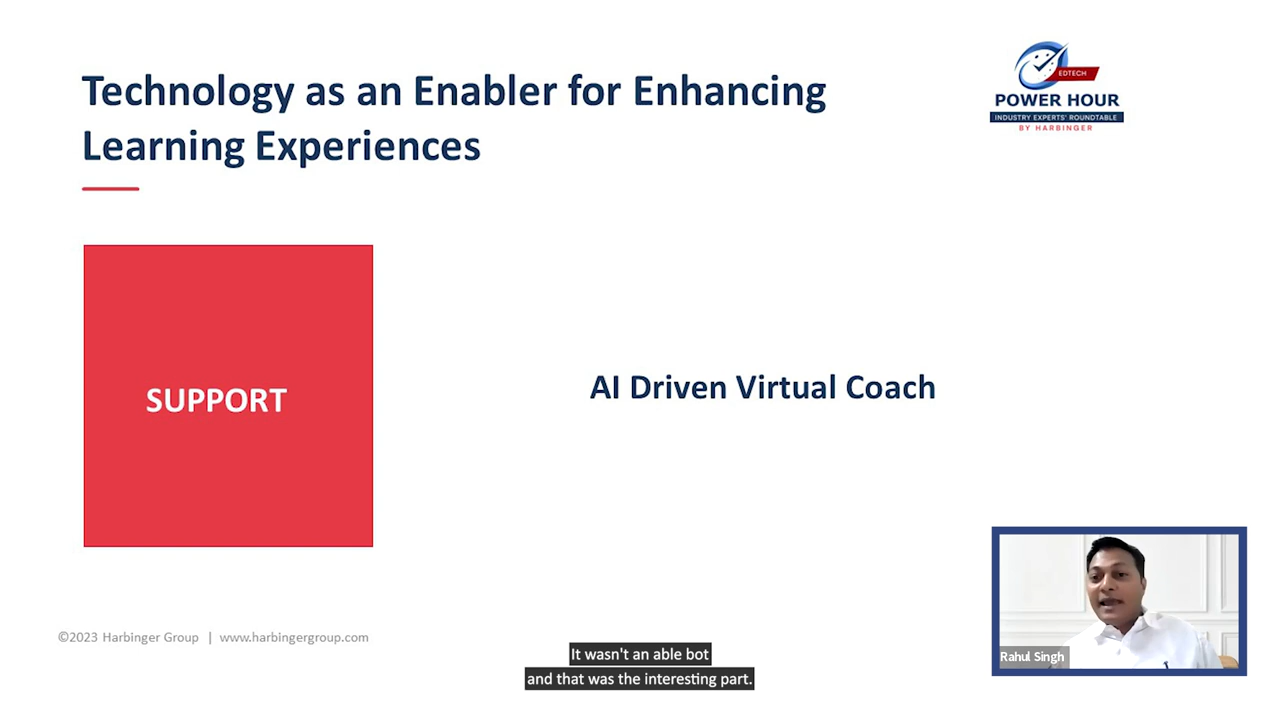 Technology as an Enabler for Enhancing
Learning Experiences
EDTECH
POWER HOUR
INDUSTRY EXPERTS' ROUNDTABLE
BY HARBINGER
SUPPORT
AI Driven Virtual Coach
Rahul Singh
©2023 Harbinger Group | www.harbingergroup.com
It wasn't an able bot
and that was the interesting part.